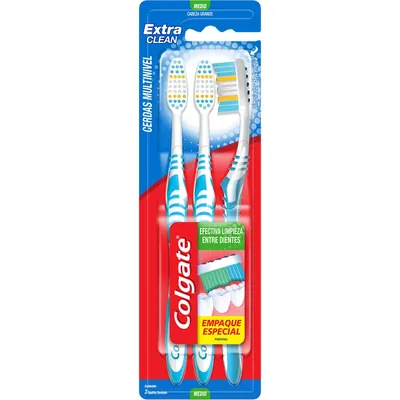 MEDIO
CABEZA GRANDE
Extra
CLEAN
CERDAS MULTINIVEL
Colgate
EFECTIVA LIMPIEZA
ENTRE DIENTES
EMPAQUE
ESPECIAL
MEDIO